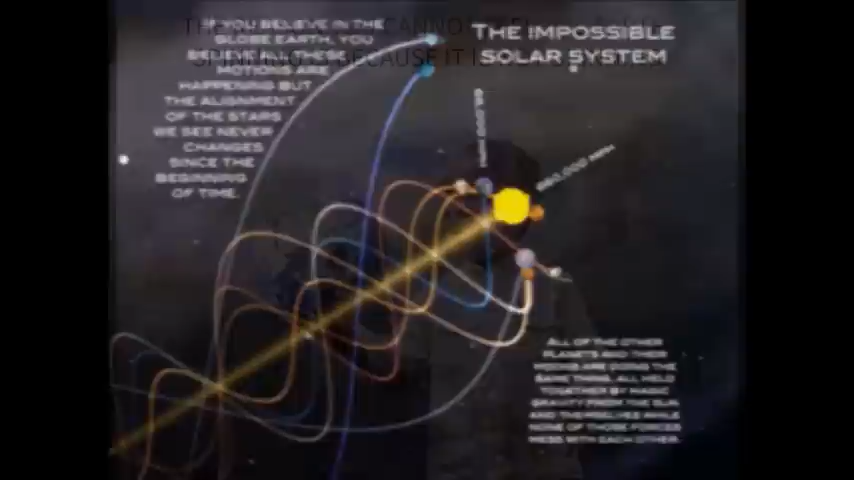 IF YOU BELIEVE IN THE
GLOBE EARTH, YOU
BELIEVE ALL THESE
MOTIONS ARE
HAPPENING BUT
THE ALIGNMENT
OF THE STARS
WE SEE NEVER
CHANGES
SINCE THE
BEGINNING
OF TIME.
THE IMPOSSIBLE
SOLAR SYSTEM
660,000 MPH
ALL OF THE OTHER
PLANETS AND THEIR
MOONS ARE DOING THE
SAME THING. ALL HELD
TOGETHER BY MAGIC
GRAVITY FROM THE SUN
AND THEMSELVES WHILE
NONE OF THOSE FORCES
MESS WITH EACH OTHER.